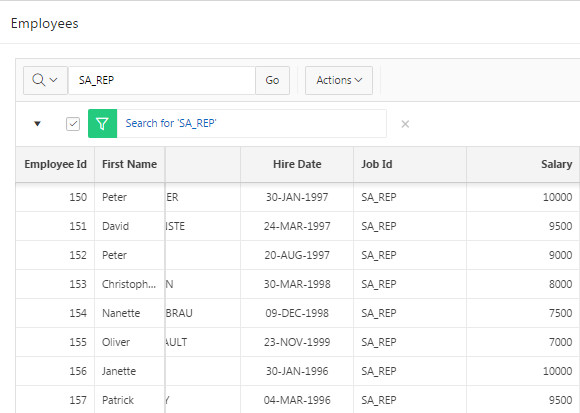 Employees
SA_REP Go Actions
Search for 'SA_REP'
Employee Id First Name Hire Date Job Id Salary
150 Peter ER 30-JAN-1997 SA_REP 10000
151 David ISTE 24-MAR-1997 SA_REP 9500
152 Peter 20-AUG-1997 SA_REP 9000
153 Christoph... N 30-MAR-1998 SA_REP 8000
154 Nanette BRAU 09-DEC-1998 SA_REP 7500
155 Oliver AULT 23-NOV-1999 SA_REP 7000
156 Janette 30-JAN-1996 SA_REP 10000
157 Patrick Y 04-MAR-1996 SA_REP 9500